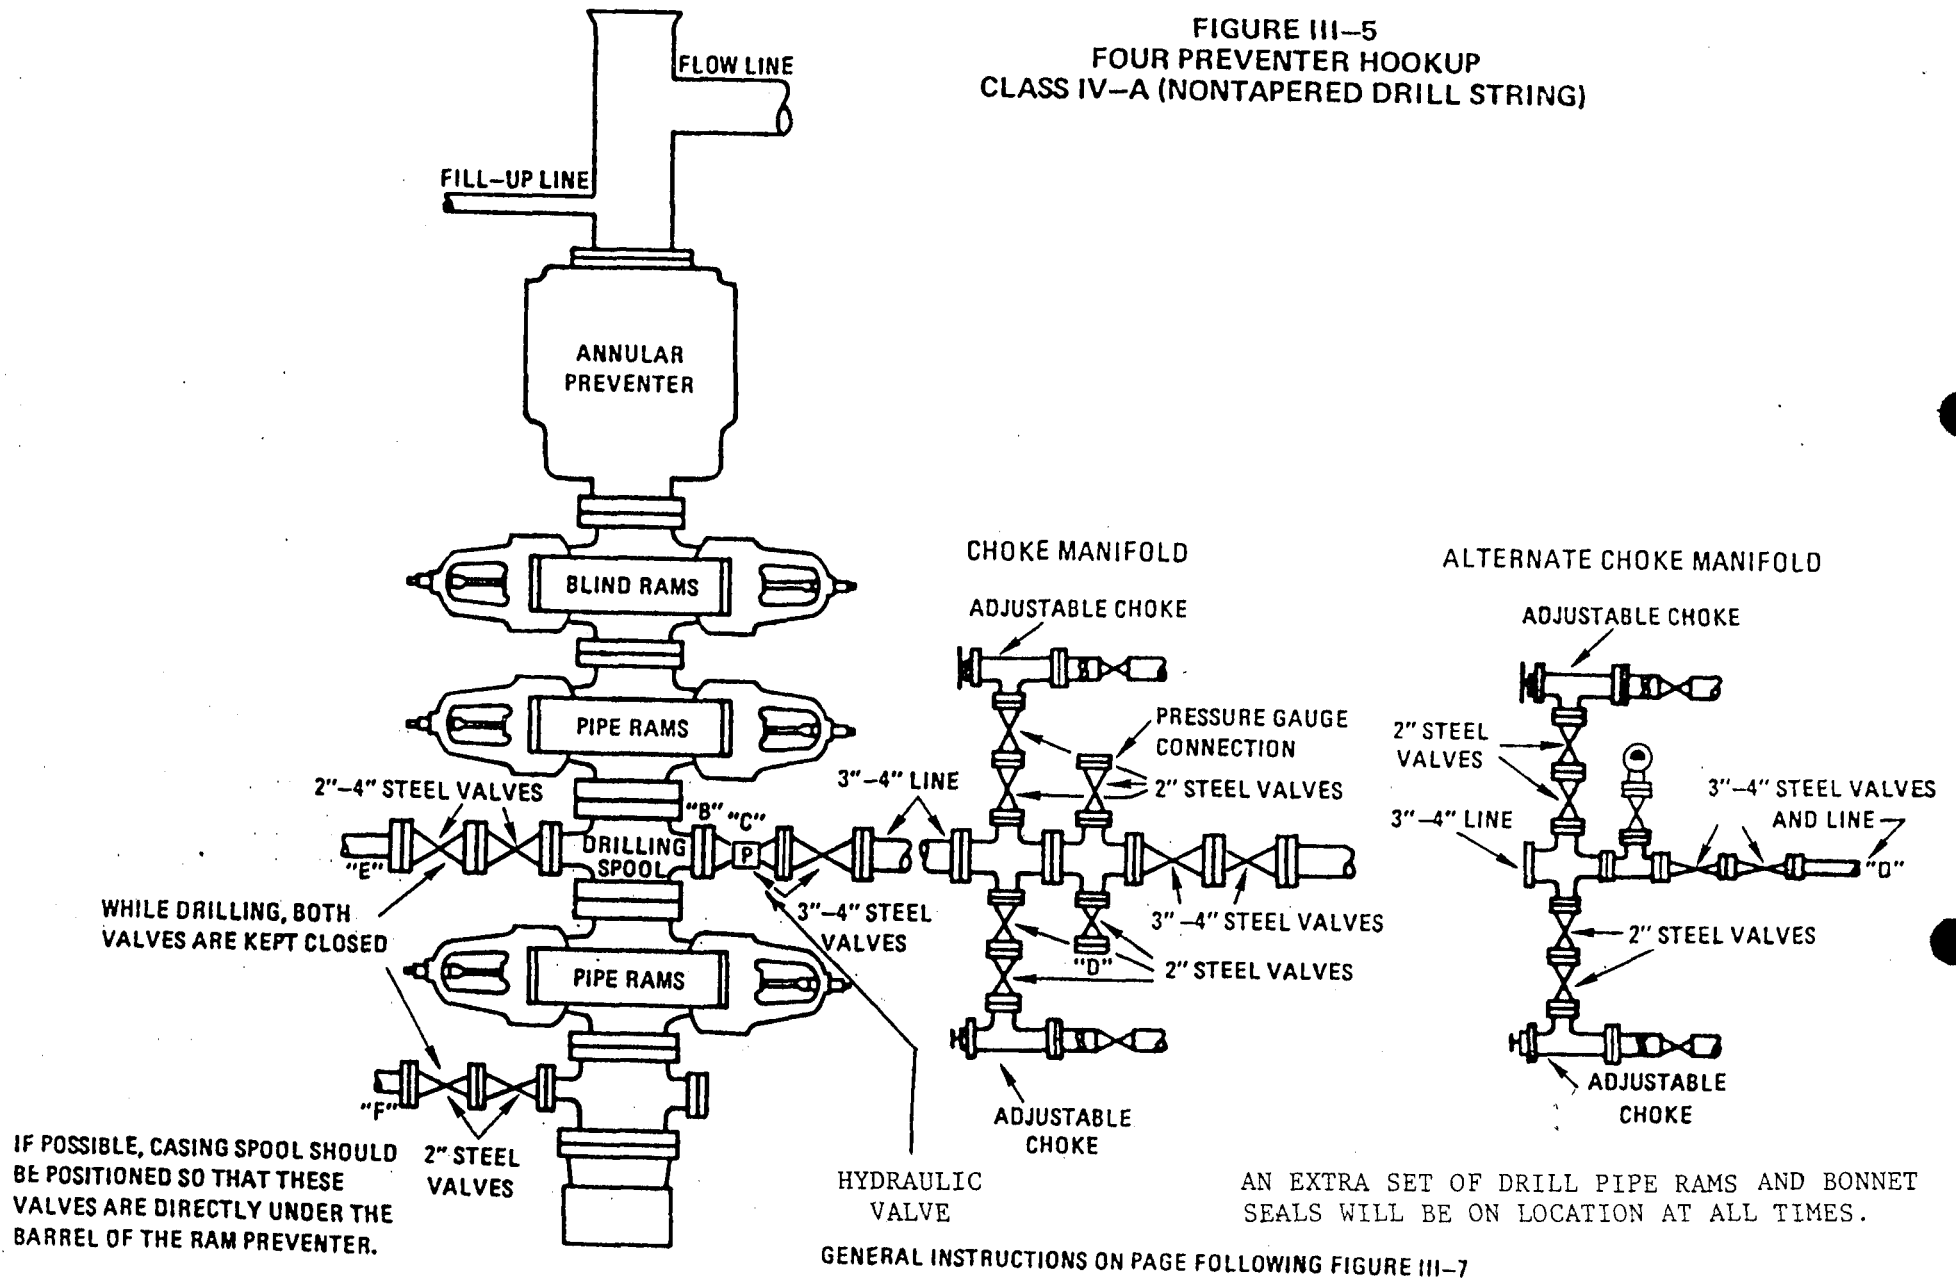 FIGURE III–5
FOUR PREVENTER HOOKUP
CLASS IV–A (NONTAPERED DRILL STRING)
FLOW LINE
FILL–UP LINE
ANNULAR
PREVENTER
BLIND RAMS
PIPE RAMS
2"–4" STEEL VALVES
"B"
"C"
3"–4" LINE
DRILLING
SPOOL
P
"E"
3"–4" STEEL
VALVES
WHILE DRILLING, BOTH
VALVES ARE KEPT CLOSED
PIPE RAMS
"F"
2" STEEL
VALVES
IF POSSIBLE, CASING SPOOL SHOULD
BE POSITIONED SO THAT THESE
VALVES ARE DIRECTLY UNDER THE
BARREL OF THE RAM PREVENTER.
HYDRAULIC
VALVE
CHOKE MANIFOLD
ADJUSTABLE CHOKE
PRESSURE GAUGE
CONNECTION
2" STEEL VALVES
3"–4" STEEL VALVES
"D"
2" STEEL VALVES
ADJUSTABLE
CHOKE
ALTERNATE CHOKE MANIFOLD
ADJUSTABLE CHOKE
2" STEEL
VALVES
3"–4" STEEL VALVES
AND LINE
3"–4" LINE
"D"
2" STEEL VALVES
ADJUSTABLE
CHOKE
AN EXTRA SET OF DRILL PIPE RAMS AND BONNET
SEALS WILL BE ON LOCATION AT ALL TIMES.
GENERAL INSTRUCTIONS ON PAGE FOLLOWING FIGURE III–7